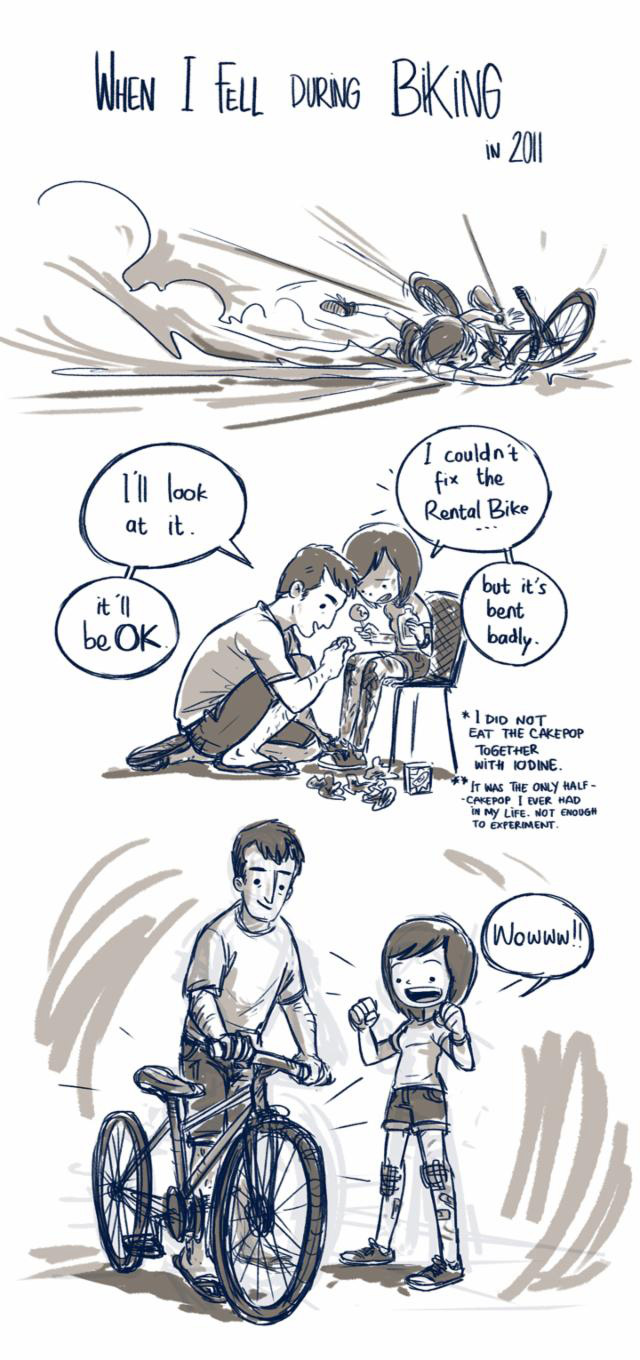 WHEN I FELL DURING BIKING
IN 2011
I'll look
at it.
it'll
be OK.
I couldn't
fix the
Rental Bike
...
but it's
bent
badly.
* I DID NOT
EAT THE CAKEPOP
TOGETHER
WITH IODINE.
** IT WAS THE ONLY HALF-
-CAKEPOP I EVER HAD
IN MY LIFE. NOT ENOUGH
TO EXPERIMENT.
WOWWW!!